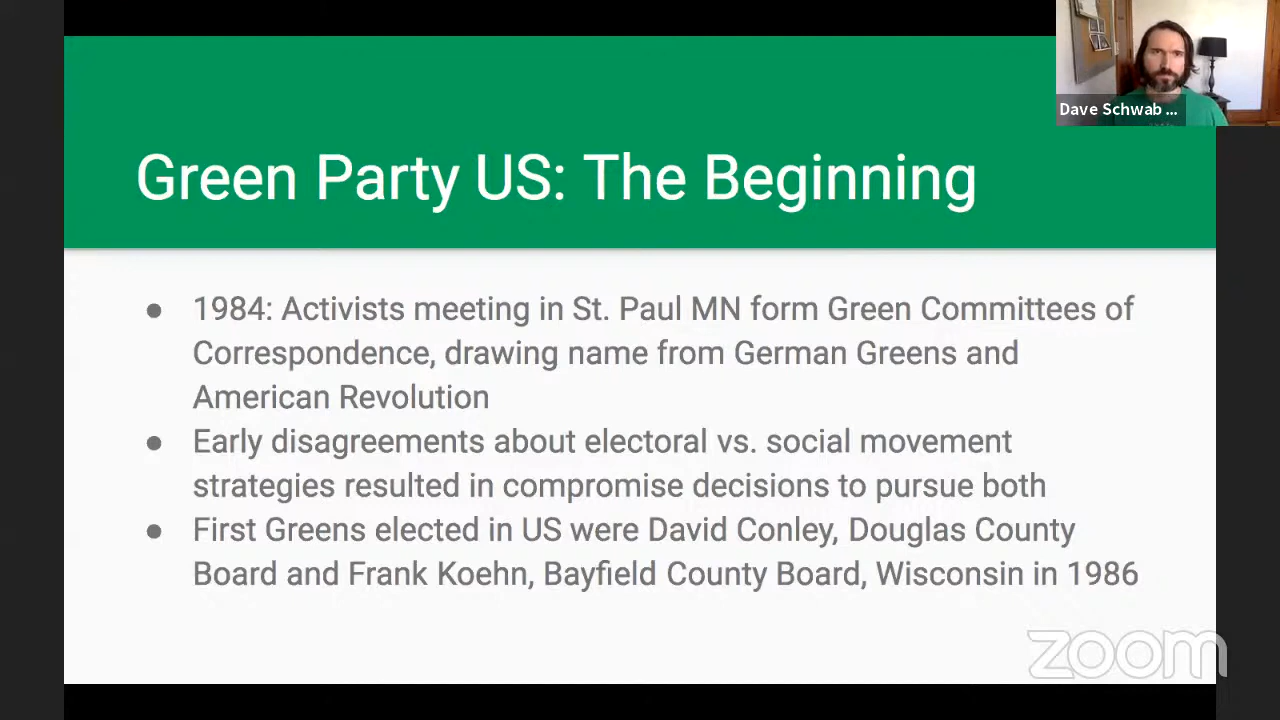 Dave Schwab ...
Green Party US: The Beginning
● 1984: Activists meeting in St. Paul MN form Green Committees of
Correspondence, drawing name from German Greens and
American Revolution
● Early disagreements about electoral vs. social movement
strategies resulted in compromise decisions to pursue both
● First Greens elected in US were David Conley, Douglas County
Board and Frank Koehn, Bayfield County Board, Wisconsin in 1986
zoom